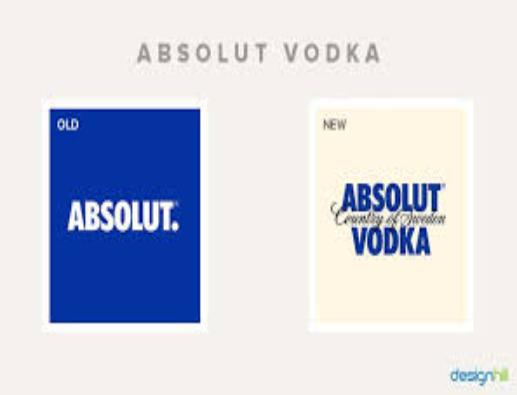 ABSOLUT VODKA
OLD
ABSOLUT.
NEW
ABSOLUT
Country of Sweden
VODKA
designhill